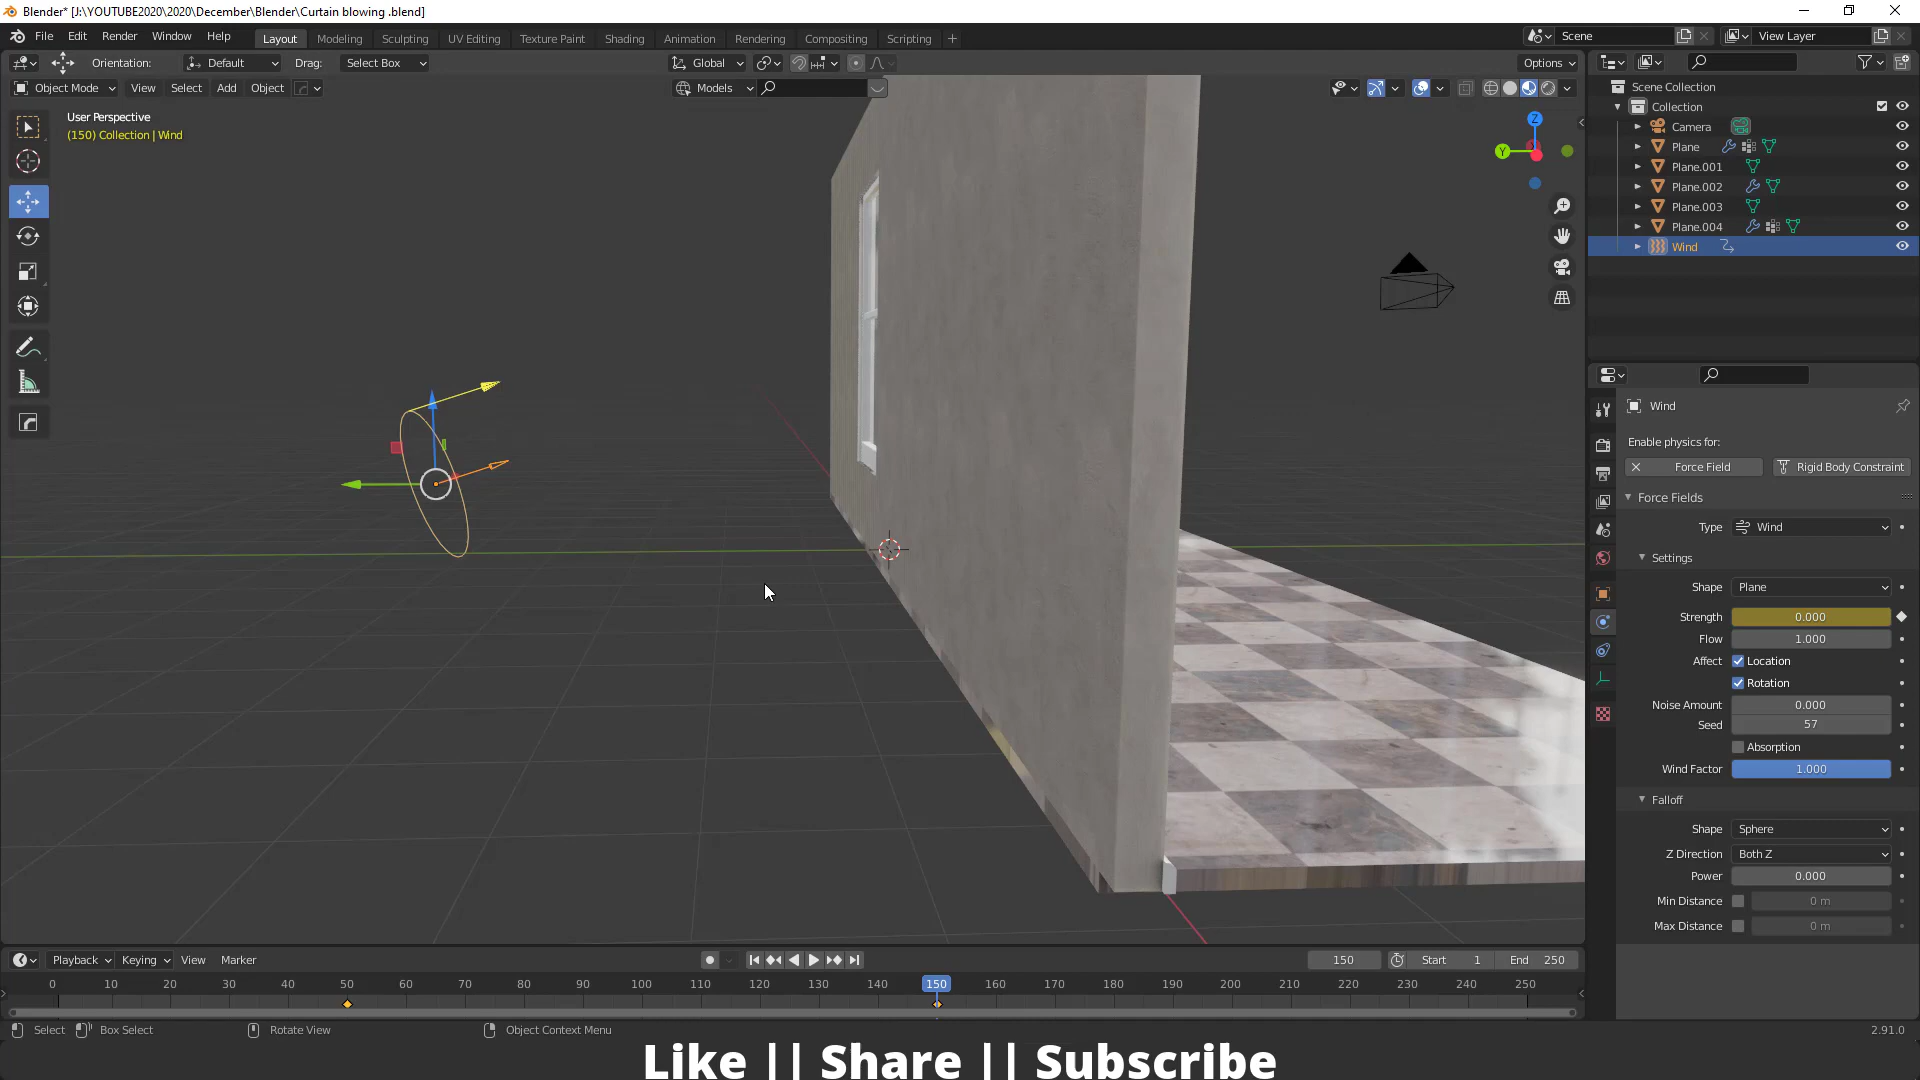 Blender* [J:\YOUTUBE2020\2020\December\Blender\Curtain blowing .blend]
File Edit Render Window Help Layout Modeling Sculpting UV Editing Texture Paint Shading Animation Rendering Compositing Scripting + Scene View Layer
Orientation: Default Drag: Select Box Global Options
Object Mode View Select Add Object Models
User Perspective
(150) Collection | Wind
Z
Y
Scene Collection
Collection
Camera
Plane
Plane.001
Plane.002
Plane.003
Plane.004
Wind
Wind
Enable physics for:
Force Field Rigid Body Constraint
Force Fields
Type Wind
Settings
Shape Plane
Strength 0.000
Flow 1.000
Affect Location
Rotation
Noise Amount 0.000
Seed 57
Absorption
Wind Factor 1.000
Falloff
Shape Sphere
Z Direction Both Z
Power 0.000
Min Distance 0 m
Max Distance 0 m
Playback Keying View Marker 150 Start 1 End 250
0 10 20 30 40 50 60 70 80 90 100 110 120 130 140 150 160 170 180 190 200 210 220 230 240 250
Select Box Select Rotate View Object Context Menu 2.91.0
Like || Share || Subscribe